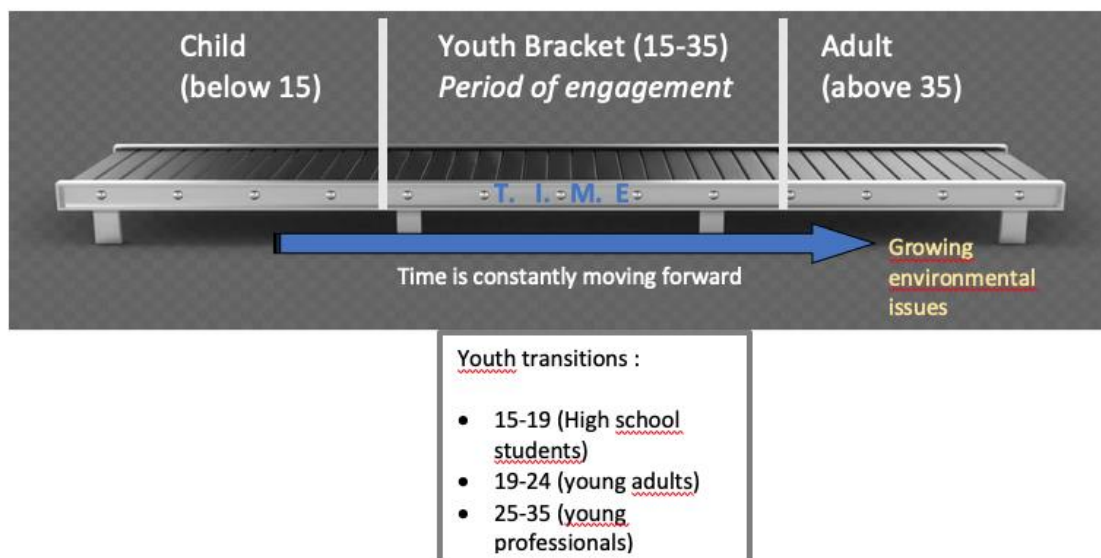 Child
(below 15)
Youth Bracket (15-35)
Period of engagement
Adult
(above 35)
T. I. M. E
Time is constantly moving forward
Growing
environmental
issues
Youth transitions :
• 15-19 (High school
students)
• 19-24 (young adults)
• 25-35 (young
professionals)